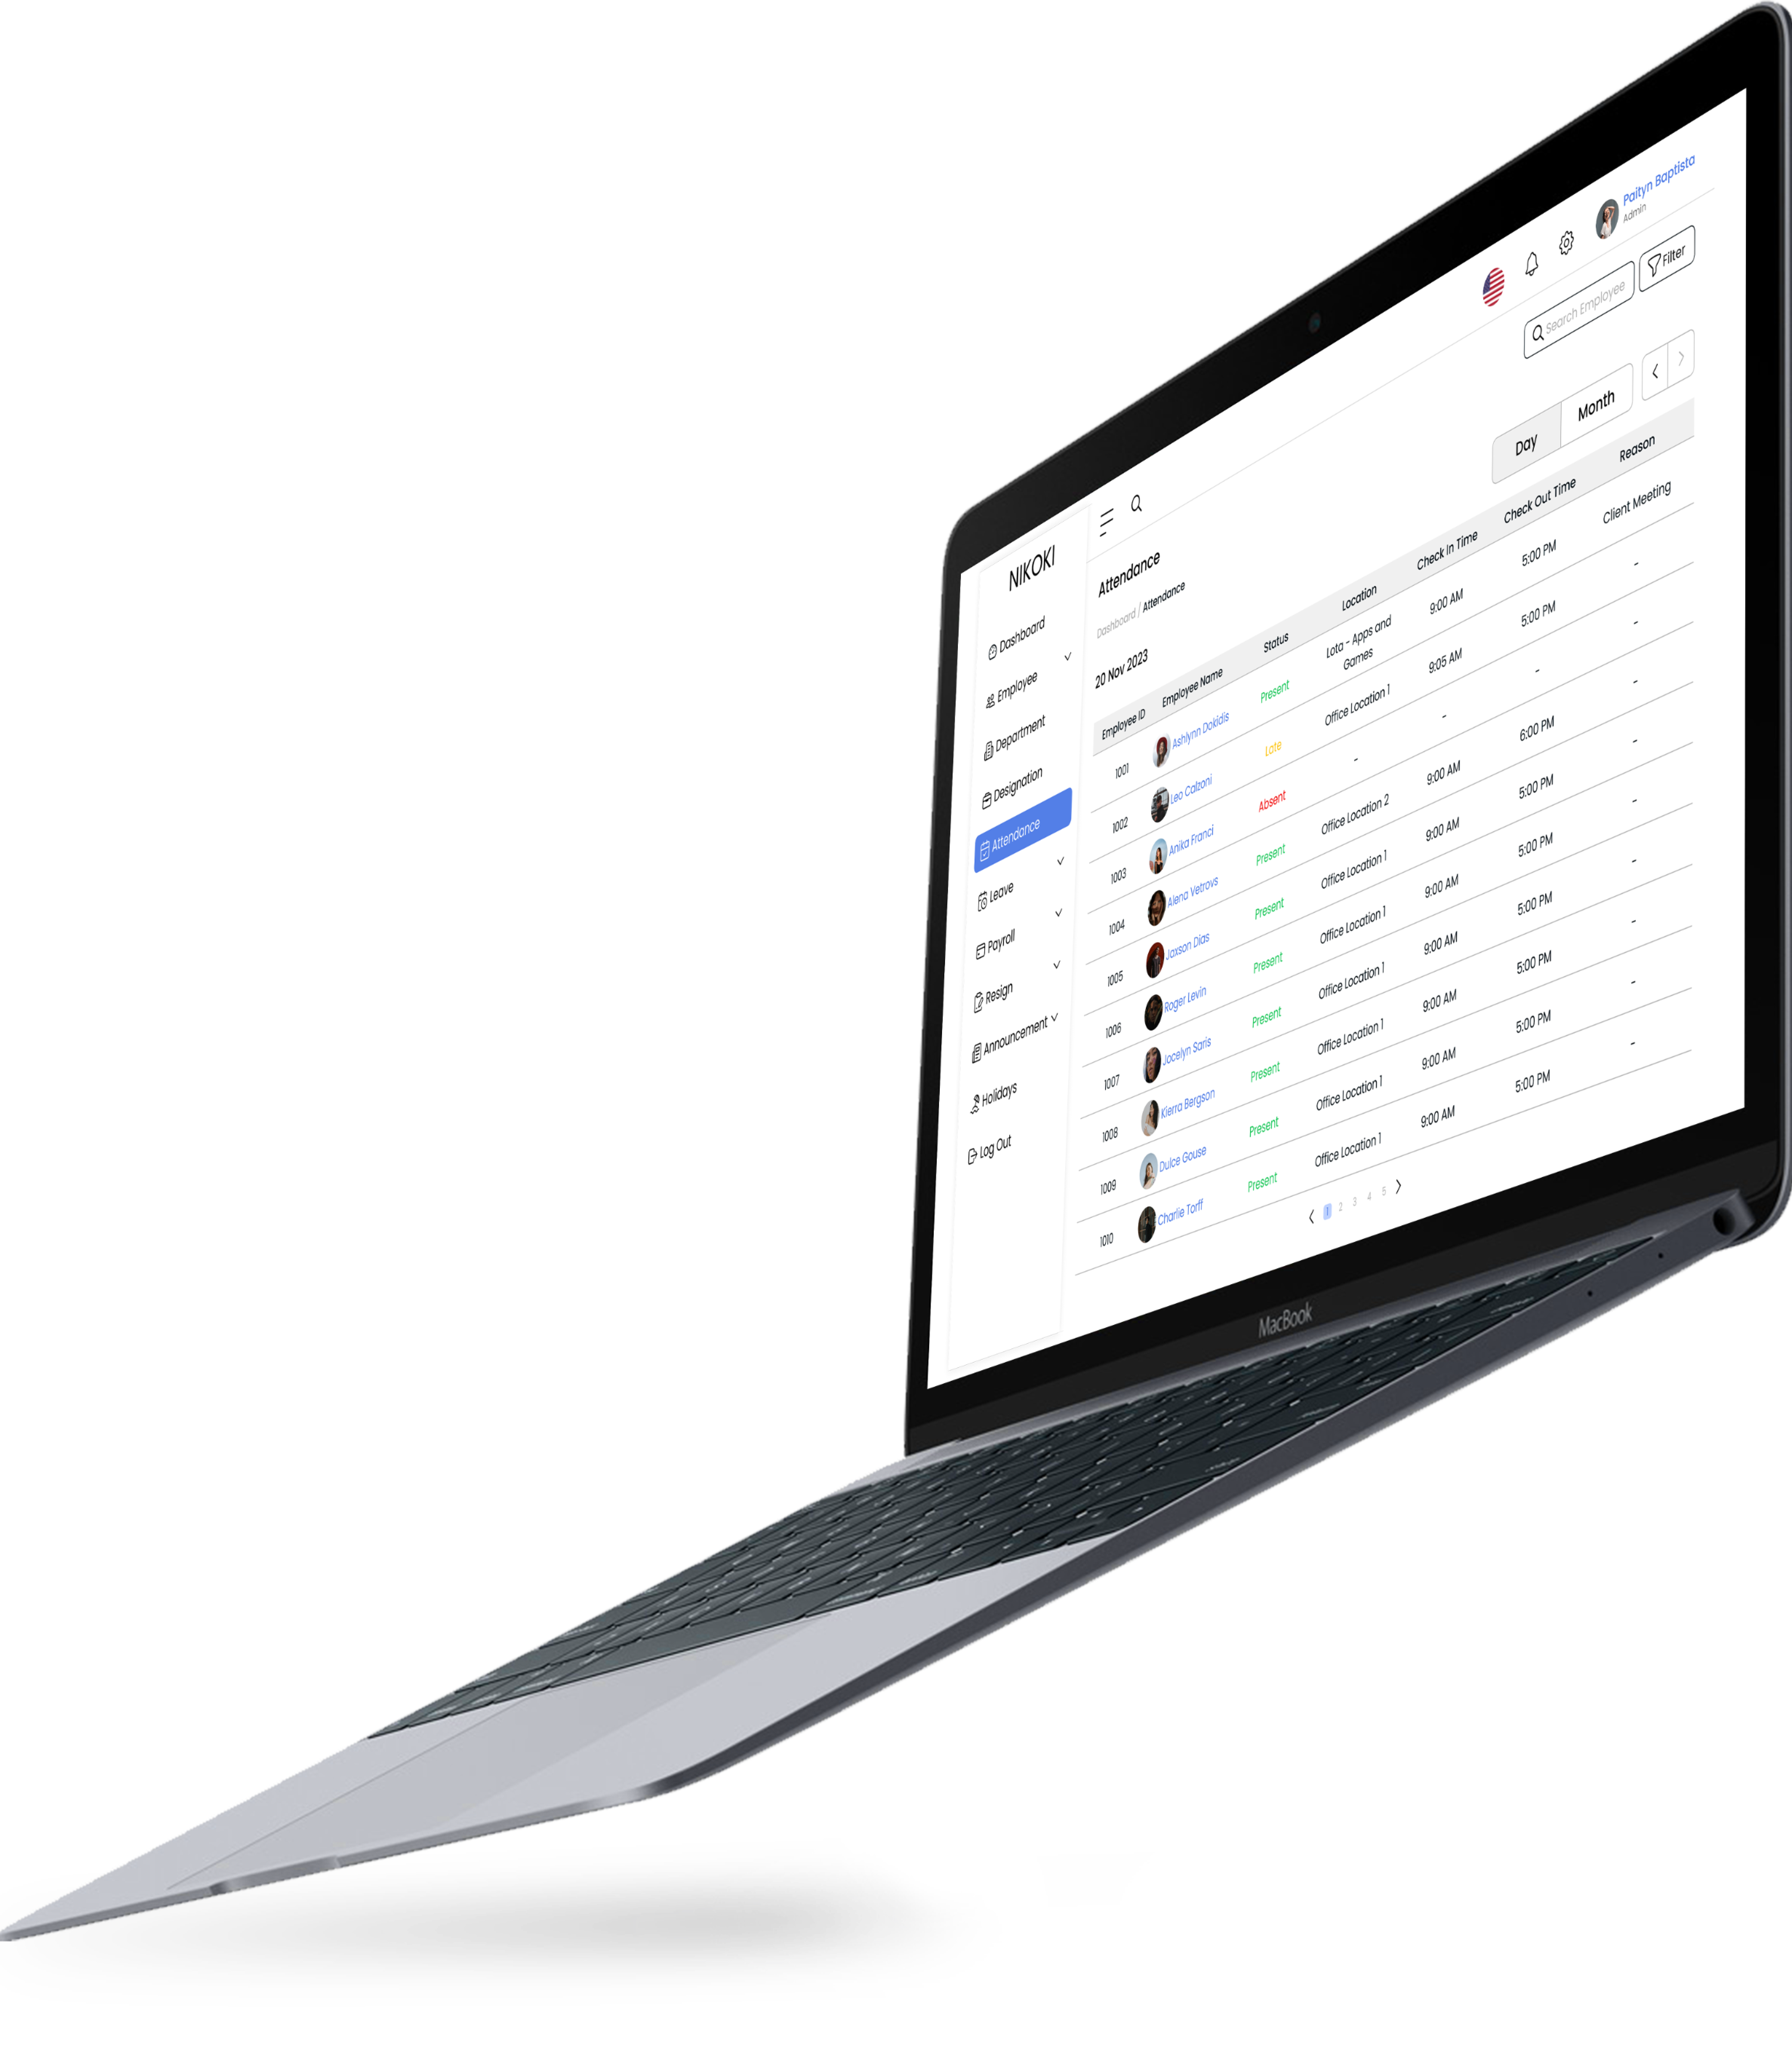 Paityn Baptista
Admin
NIKOKI
Dashboard
Employee
Department
Designation
Attendance
Leave
Payroll
Resign
Announcement
Holidays
Log Out
Attendance
Dashboard / Attendance
Search Employee
Filter
20 Nov 2023
Day Month
Employee ID Employee Name Status Location Check In Time Check Out Time Reason
1001 Ashlynn Dokidis Present Lota - Apps and Games 9:00 AM 5:00 PM Client Meeting
1002 Leo Calzoni Late Office Location 1 9:05 AM 5:00 PM -
1003 Anika Franci Absent - - - -
1004 Alena Vetrovs Present Office Location 2 9:00 AM 6:00 PM -
1005 Jaxson Dias Present Office Location 1 9:00 AM 5:00 PM -
1006 Roger Levin Present Office Location 1 9:00 AM 5:00 PM -
1007 Jocelyn Saris Present Office Location 1 9:00 AM 5:00 PM -
1008 Kierra Bergson Present Office Location 1 9:00 AM 5:00 PM -
1009 Dulce Gouse Present Office Location 1 9:00 AM 5:00 PM -
1010 Charlie Torff Present Office Location 1 9:00 AM 5:00 PM -
< 1 2 3 4 5 >
MacBook